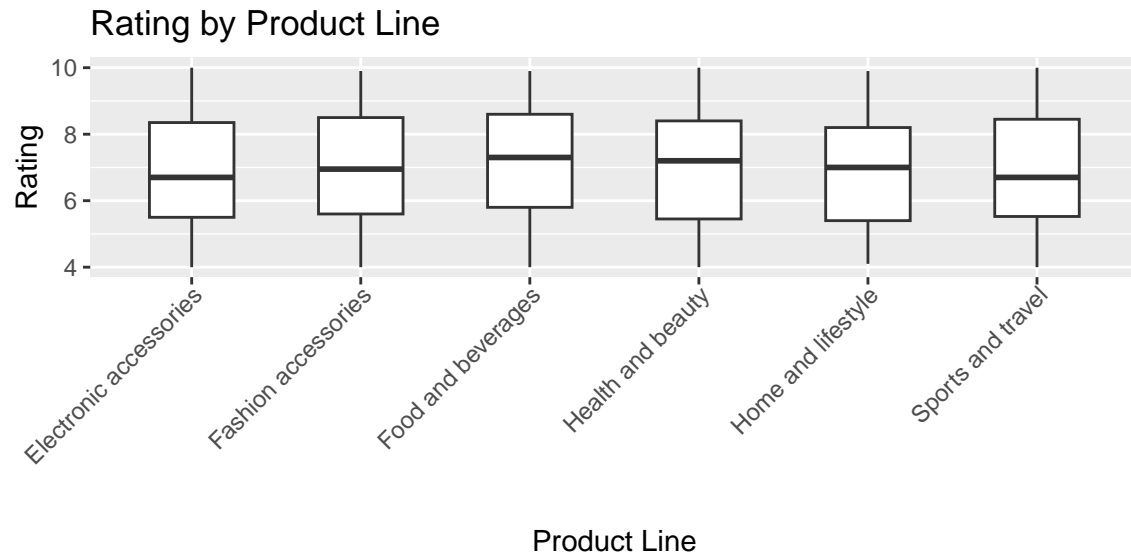 Rating by Product Line
Rating
10
8
6
4
Electronic accessories
Fashion accessories
Food and beverages
Health and beauty
Home and lifestyle
Sports and travel
Product Line